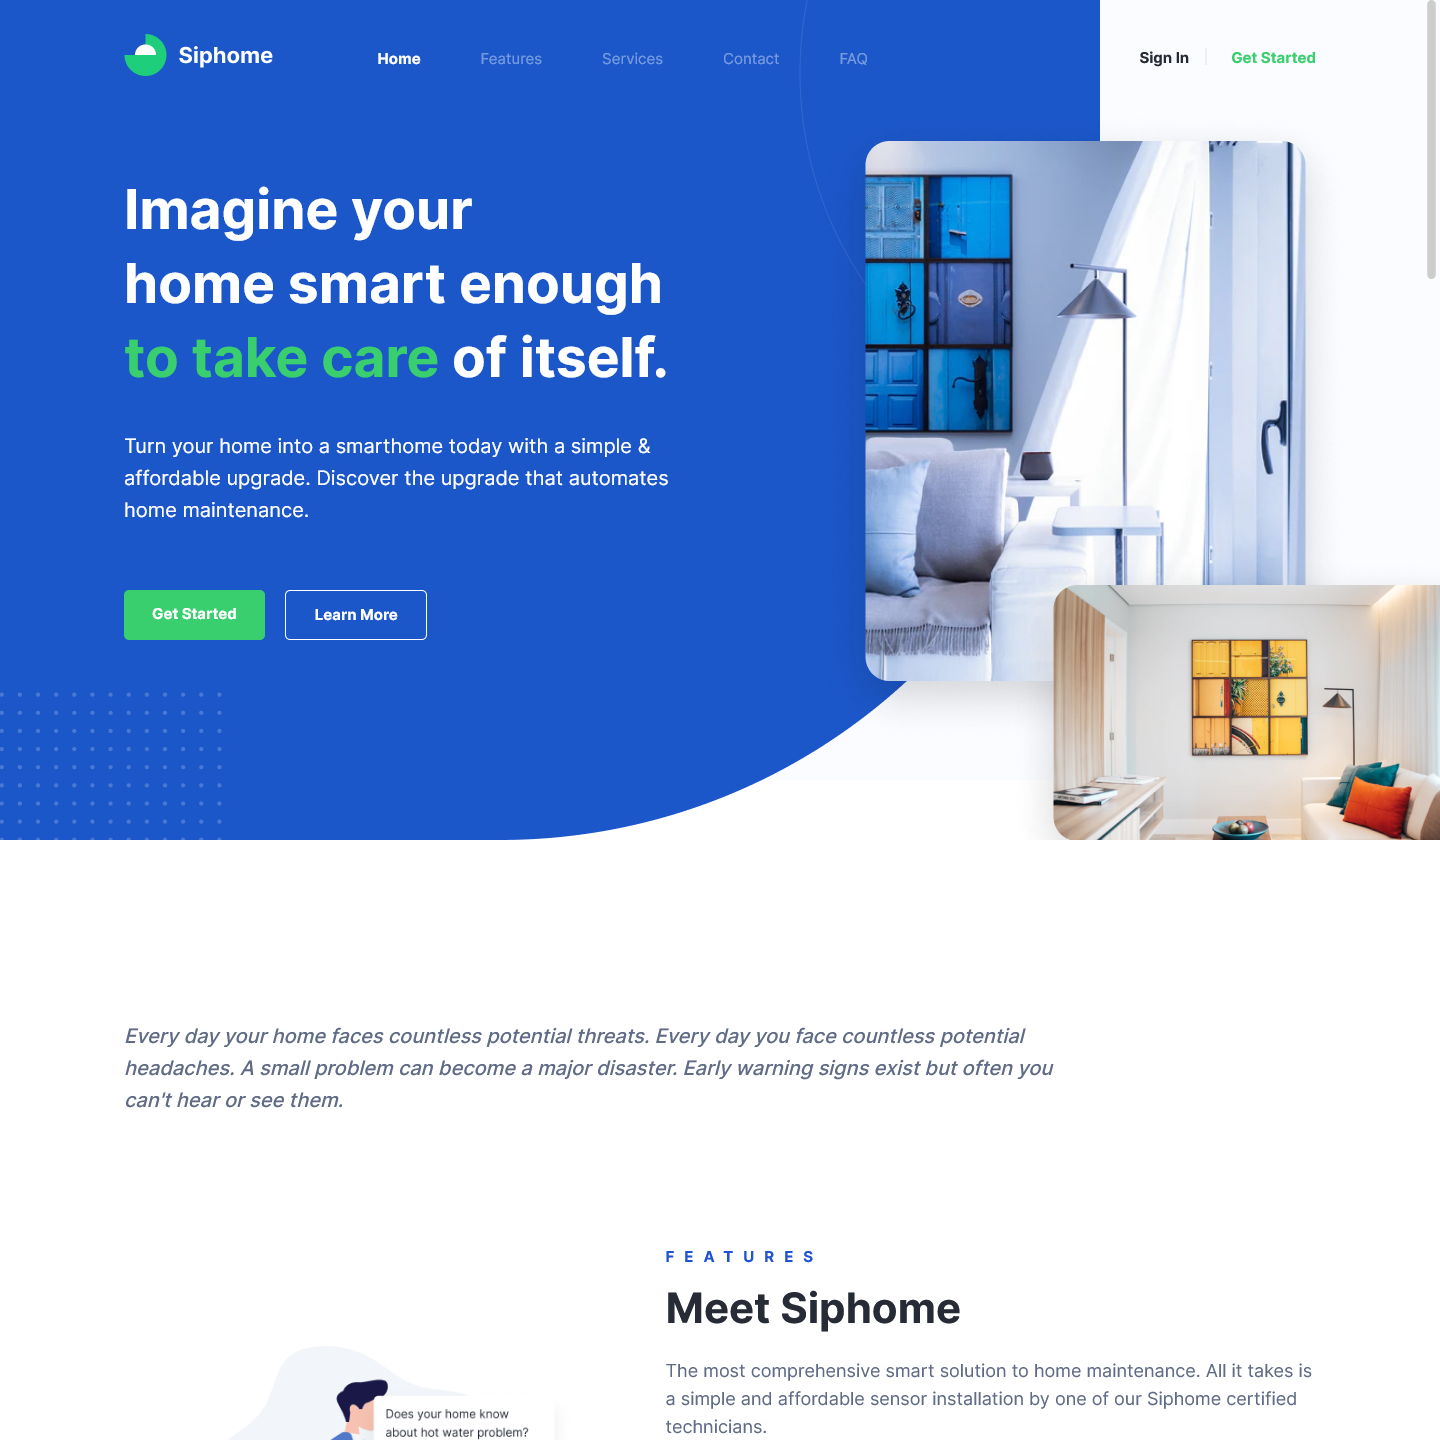 Siphome
Home
Features
Services
Contact
FAQ
Sign In
Get Started
Imagine your
home smart enough
to take care of itself.
Turn your home into a smarthome today with a simple &
affordable upgrade. Discover the upgrade that automates
home maintenance.
Get Started
Learn More
Every day your home faces countless potential threats. Every day you face countless potential
headaches. A small problem can become a major disaster. Early warning signs exist but often you
can't hear or see them.
FEATURES
Meet Siphome
The most comprehensive smart solution to home maintenance. All it takes is
a simple and affordable sensor installation by one of our Siphome certified
technicians.
Does your home know
about hot water problem?